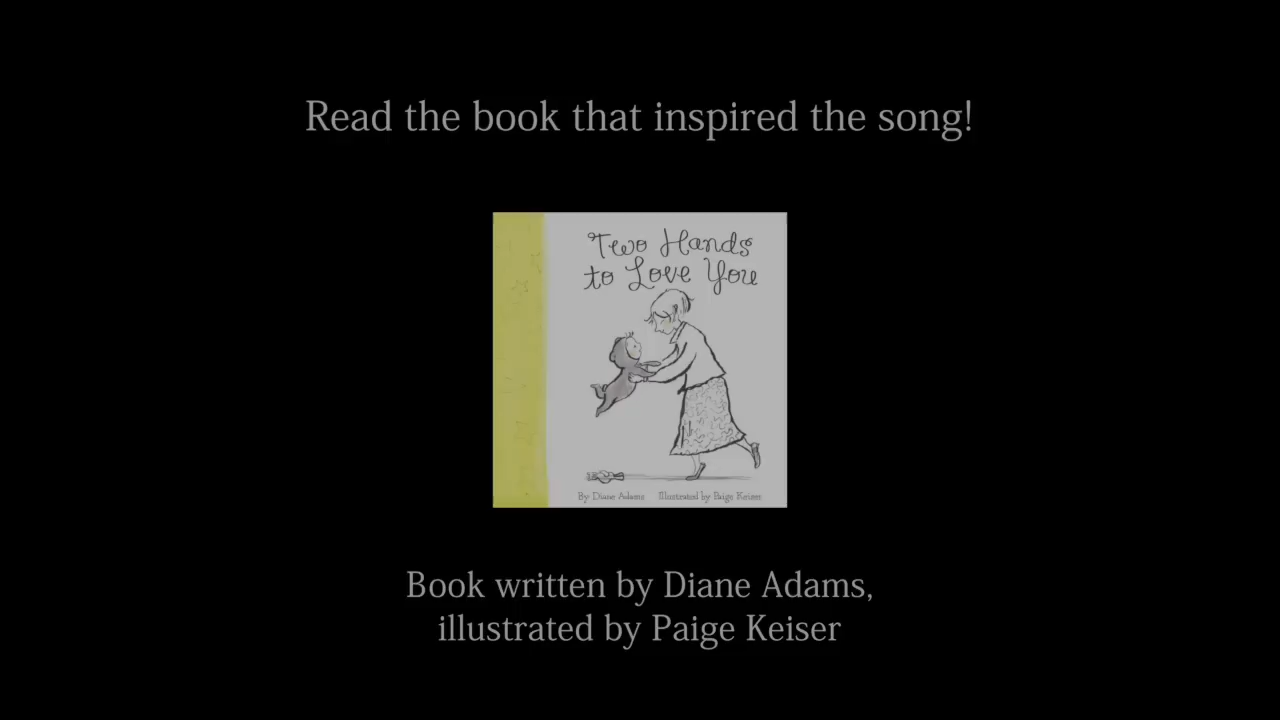 Read the book that inspired the song!
Two Hands
to Love You
By Diane Adams Illustrated by Paige Keiser
Book written by Diane Adams,
illustrated by Paige Keiser